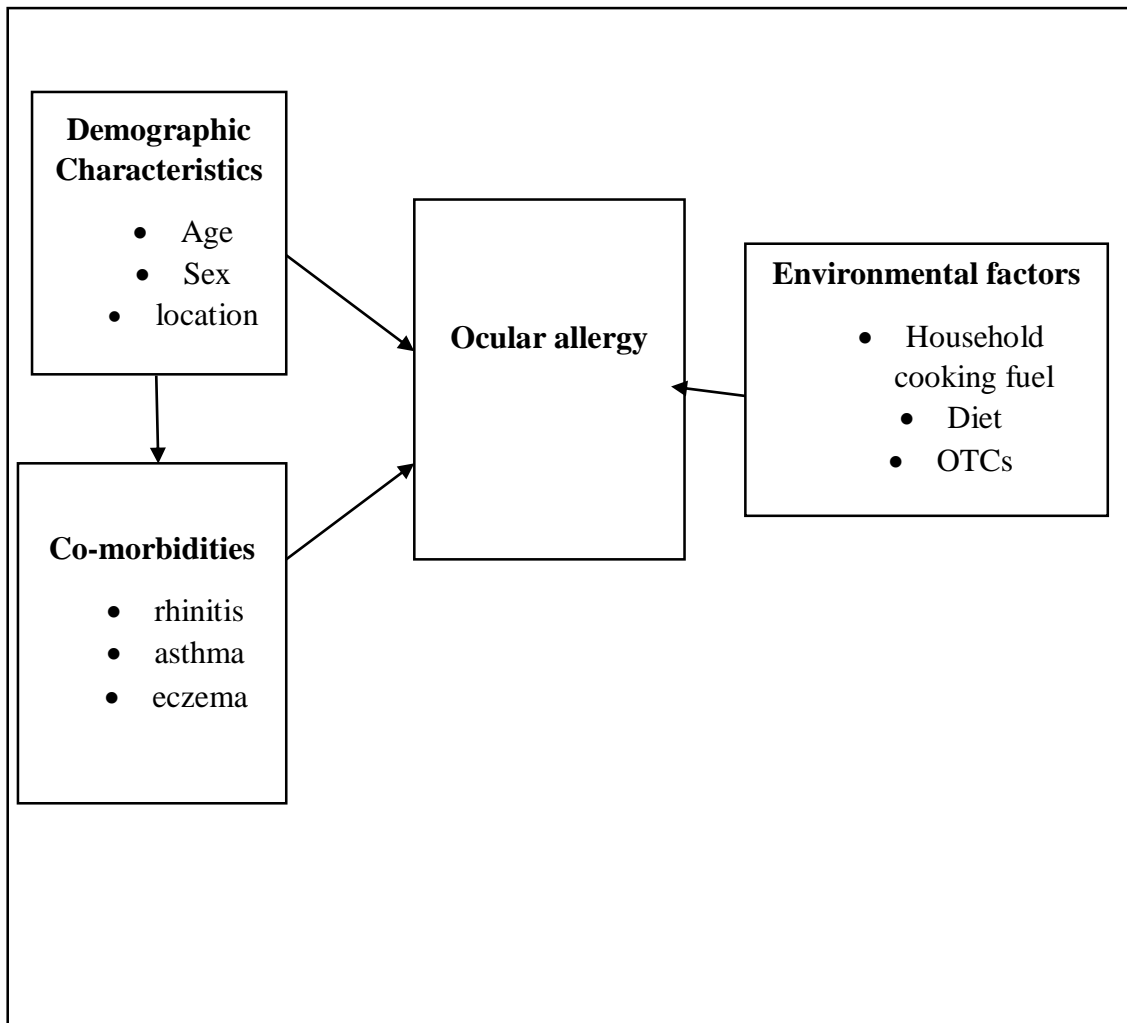 Demographic
Characteristics
• Age
• Sex
• location
Co-morbidities
• rhinitis
• asthma
• eczema
Ocular allergy
Environmental factors
• Household
cooking fuel
• Diet
• OTCs